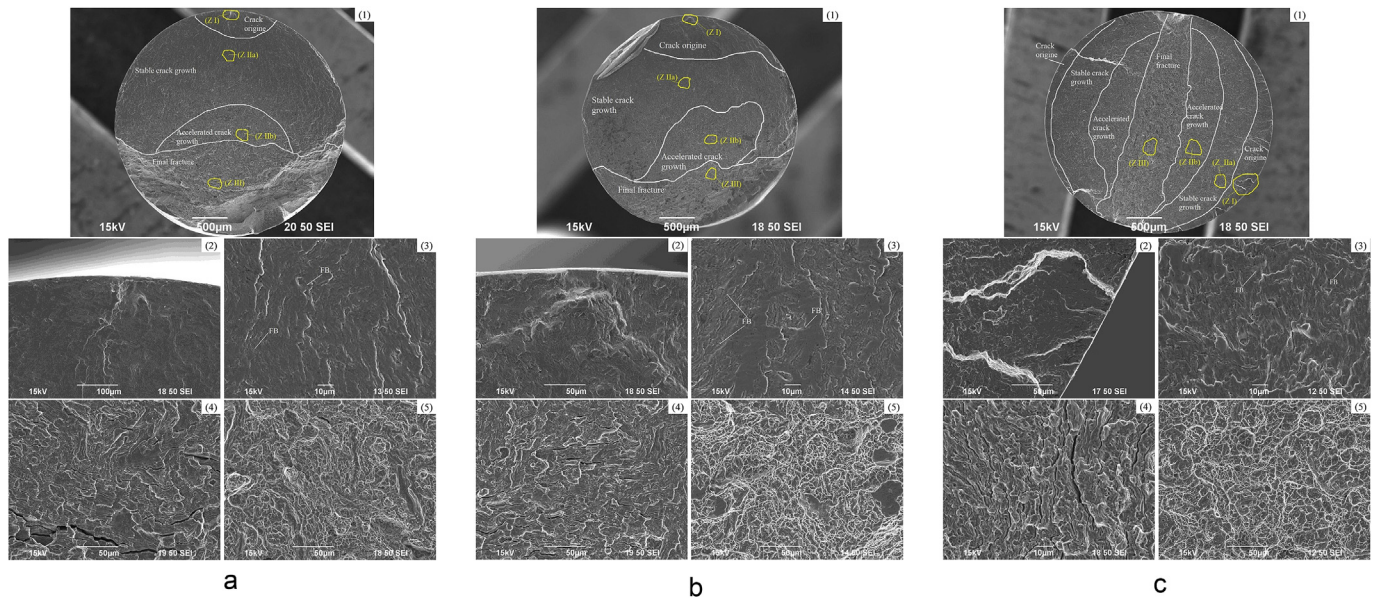 (1)
(Z I)
Crack
origine
(Z IIa)
Stable crack growth
Accelerated crack
growth
(Z IIb)
Final fracture
(Z III)
15kV
500µm
20 50 SEI
(2)
15kV
100µm
18 50 SEI
(3)
FB
FB
15kV
10µm
13 50 SEI
(4)
15kV
50µm
19 50 SEI
(5)
15kV
50µm
18 50 SEI
a
(1)
(Z I)
Crack origine
(Z IIa)
Stable crack
growth
(Z IIb)
Accelerated crack
growth
Final fracture
(Z III)
15kV
500µm
18 50 SEI
(2)
15kV
50µm
18 50 SEI
(3)
FB
FB
15kV
10µm
14 50 SEI
(4)
15kV
50µm
19 50 SEI
(5)
15kV
50µm
SEI
b
(1)
Crack
origine
Stable crack
growth
Final
fracture
Accelerated
crack
growth
Accelerated
crack
growth
(Z III)
(Z IIb)
(Z_IIa)
Crack
origine
(Z I)
Stable crack
growth
15kV
600µm
18 50 SEI
(2)
15kV
50µm
17 50 SEI
(3)
FB
FB
15kV
10µm
12 50 SEI
(4)
15kV
10µm
18 50 SEI
(5)
15kV
50µm
12 50 SEI
c